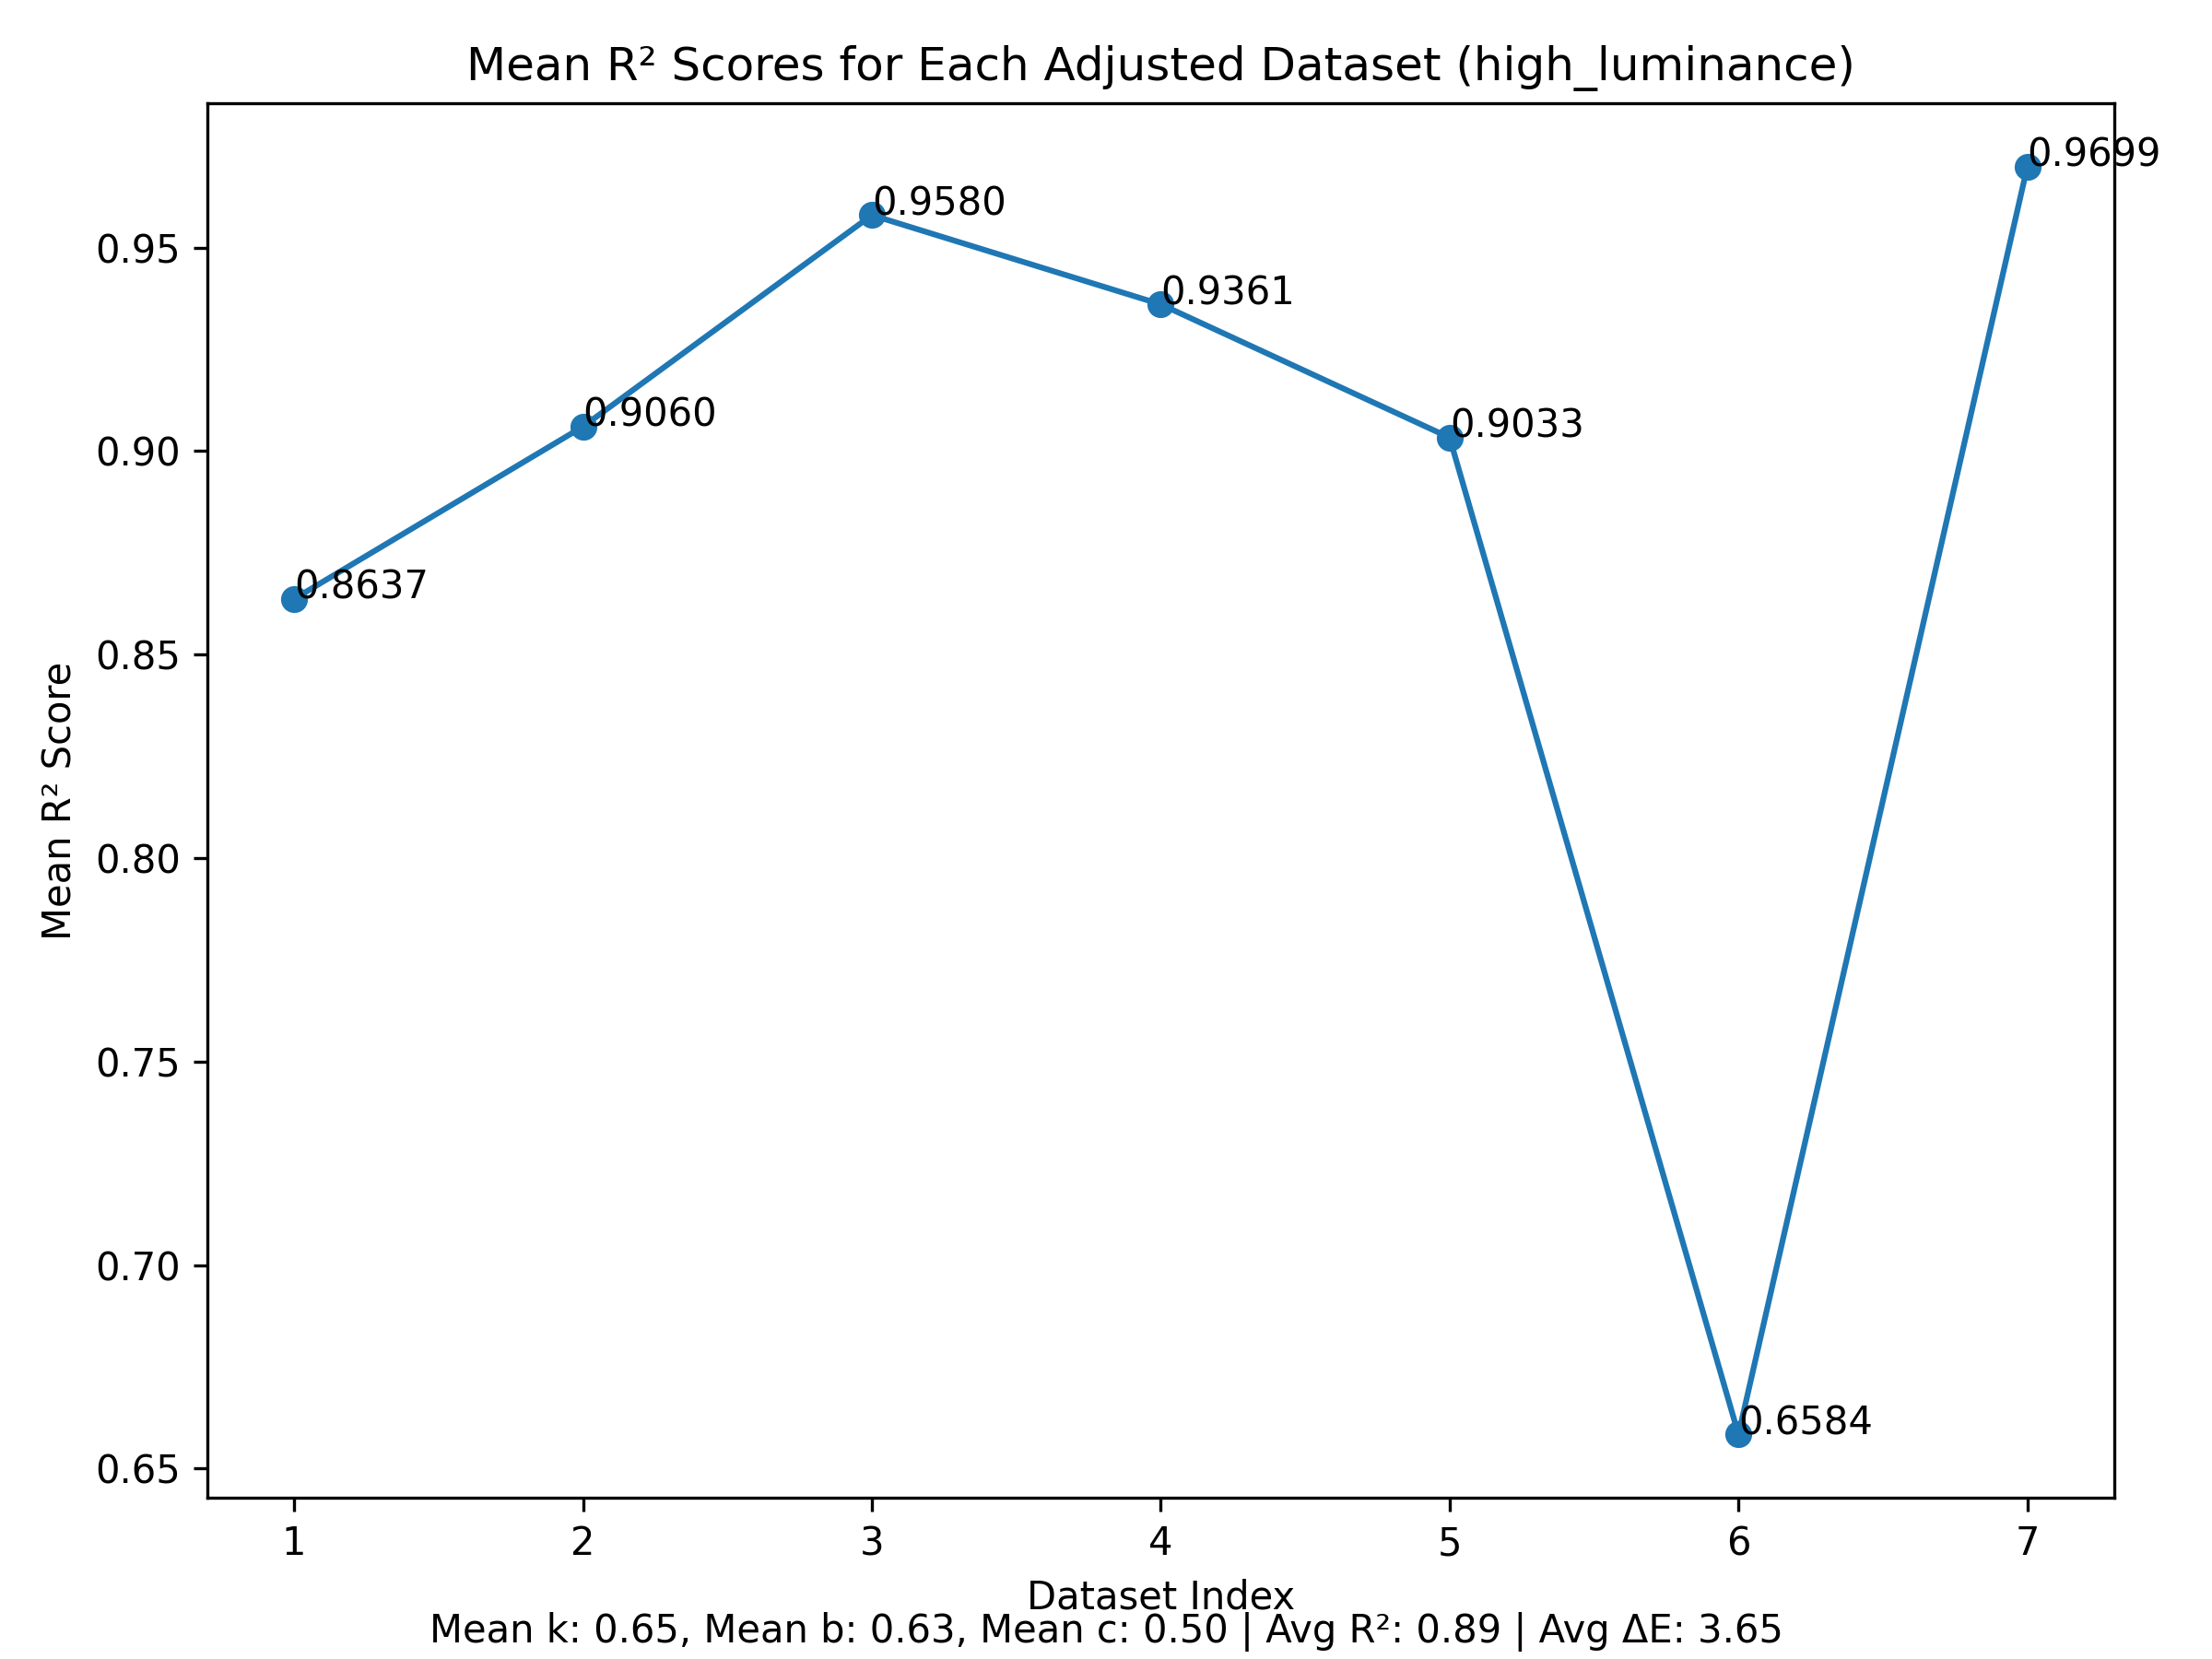 Mean R² Scores for Each Adjusted Dataset (high_luminance)
Mean R² Score
0.95
0.90
0.85
0.80
0.75
0.70
0.65
0.8637
0.9060
0.9580
0.9361
0.9033
0.6584
0.9699
1 2 3 4 5 6 7
Dataset Index
Mean k: 0.65, Mean b: 0.63, Mean c: 0.50 | Avg R²: 0.89 | Avg ΔE: 3.65